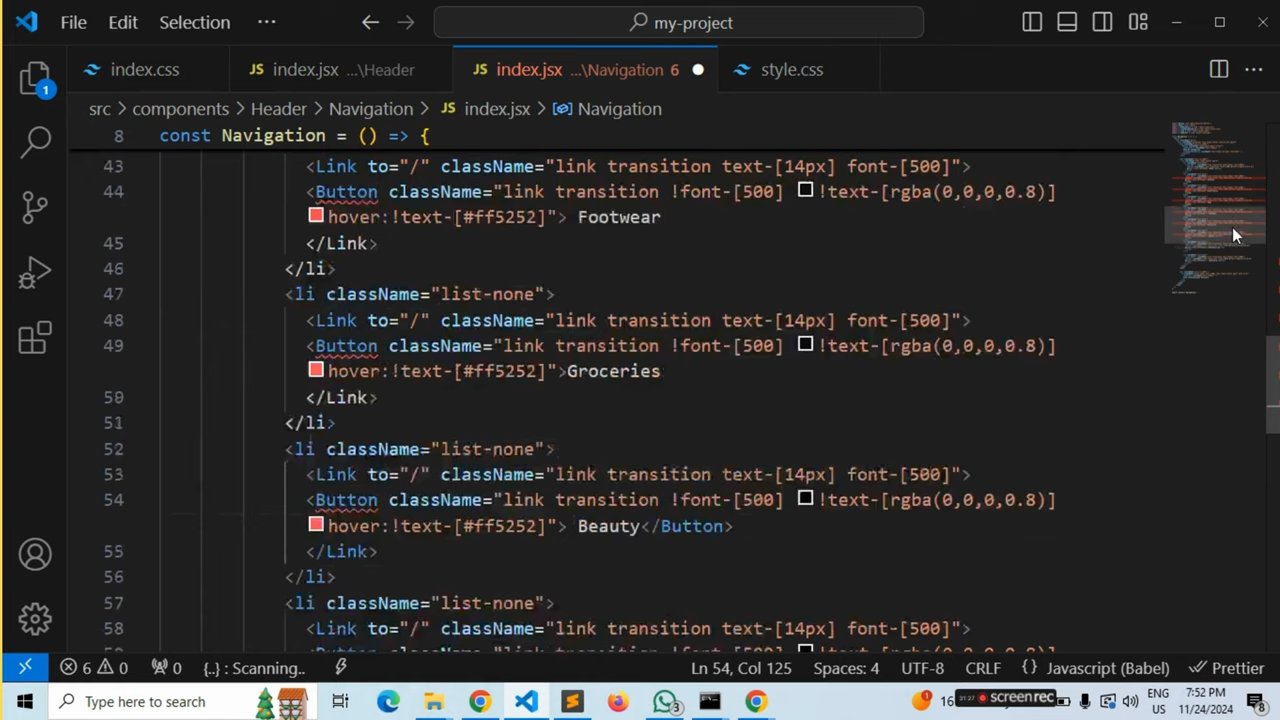 File Edit Selection ··· my-project
index.css index.jsx ...\Header index.jsx ...\Navigation 6 style.css
src > components > Header > Navigation > index.jsx > Navigation
8 const Navigation = () => {
43 <Link to="/" className="link transition text-[14px] font-[500]">
44 <Button className="link transition !font-[500] !text-[rgba(0,0,0,0.8)]
hover:!text-[#ff5252]"> Footwear
45 </Link>
46 </li>
47 <li className="list-none">
48 <Link to="/" className="link transition text-[14px] font-[500]">
49 <Button className="link transition !font-[500] !text-[rgba(0,0,0,0.8)]
hover:!text-[#ff5252]">Groceries
50 </Link>
51 </li>
52 <li className="list-none">
53 <Link to="/" className="link transition text-[14px] font-[500]">
54 <Button className="link transition !font-[500] !text-[rgba(0,0,0,0.8)]
hover:!text-[#ff5252]"> Beauty</Button>
55 </Link>
56 </li>
57 <li className="list-none">
58 <Link to="/" className="link transition text-[14px] font-[500]">
6 0 0 {..} : Scanning.. Ln 54, Col 125 Spaces: 4 UTF-8 CRLF {} Javascript (Babel) Prettier
Type here to search 3 1 16 31:27 screenrec ENG US 7:52 PM 11/24/2024 8